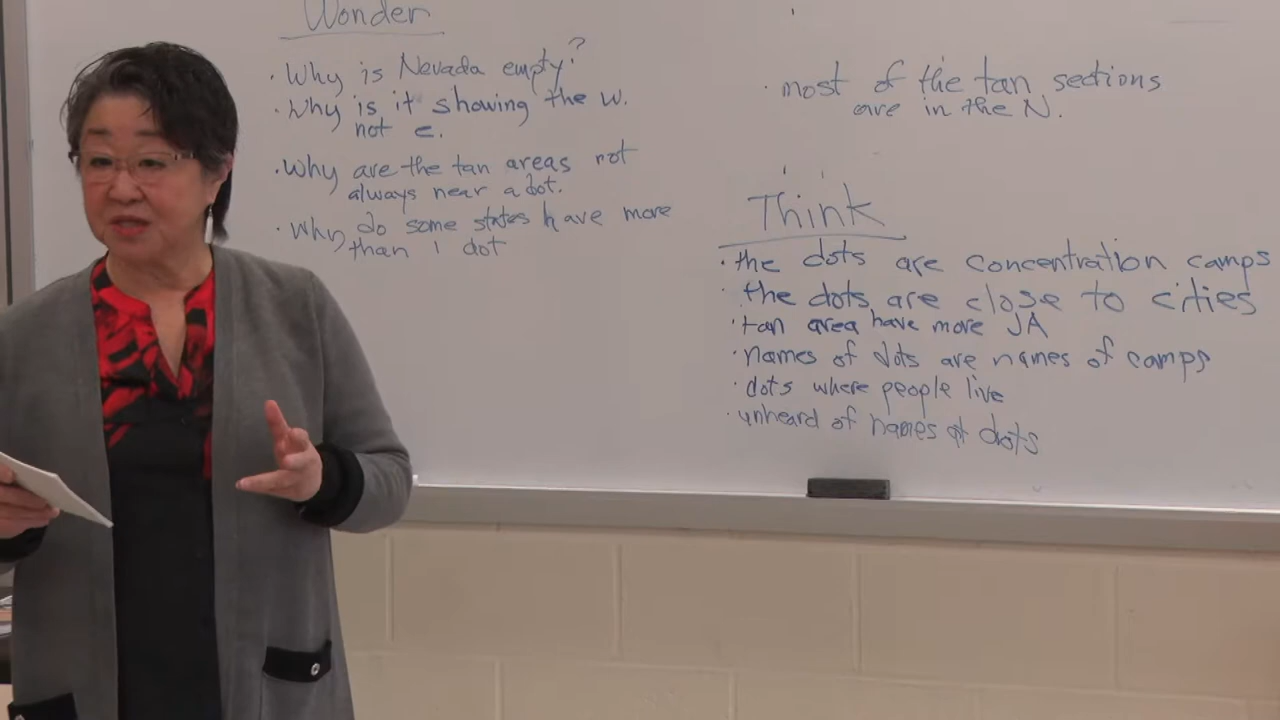 Wonder
· Why is Nevada empty?
· Why is it showing the W.
not e.
· Why are the tan areas not
always near a dot.
· Why do some states have more
than 1 dot
· most of the tan sections
are in the N.
Think
· the dots are concentration camps
· the dots are close to cities
· tan area have more JA
· names of dots are names of camps
· dots where people live
· unheard of names of dots